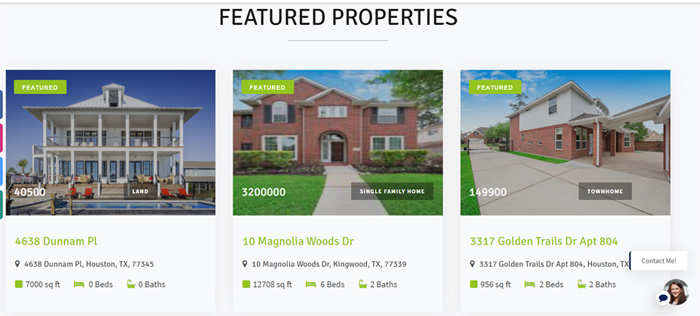 FEATURED PROPERTIES
FEATURED
40500
LAND
4638 Dunnam Pl
4638 Dunnam Pl, Houston, TX, 77345
7000 sq ft 0 Beds 0 Baths
FEATURED
3200000
SINGLE FAMILY HOME
10 Magnolia Woods Dr
10 Magnolia Woods Dr, Kingwood, TX, 77339
12708 sq ft 6 Beds 2 Baths
FEATURED
149900
TOWNHOME
3317 Golden Trails Dr Apt 804
3317 Golden Trails Dr Apt 804, Houston, TX
956 sq ft 2 Beds 2 Baths
Contact Me!